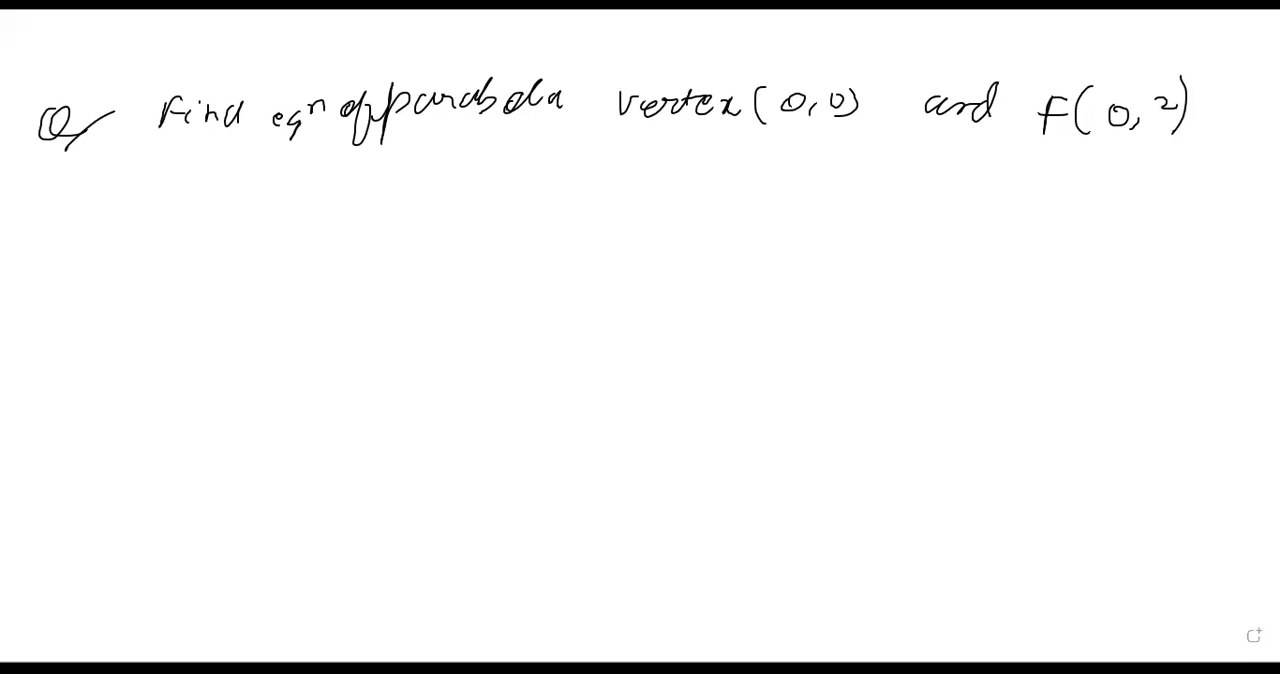 Q Find eqn of parabola vertex (0,0) and F(0,2)